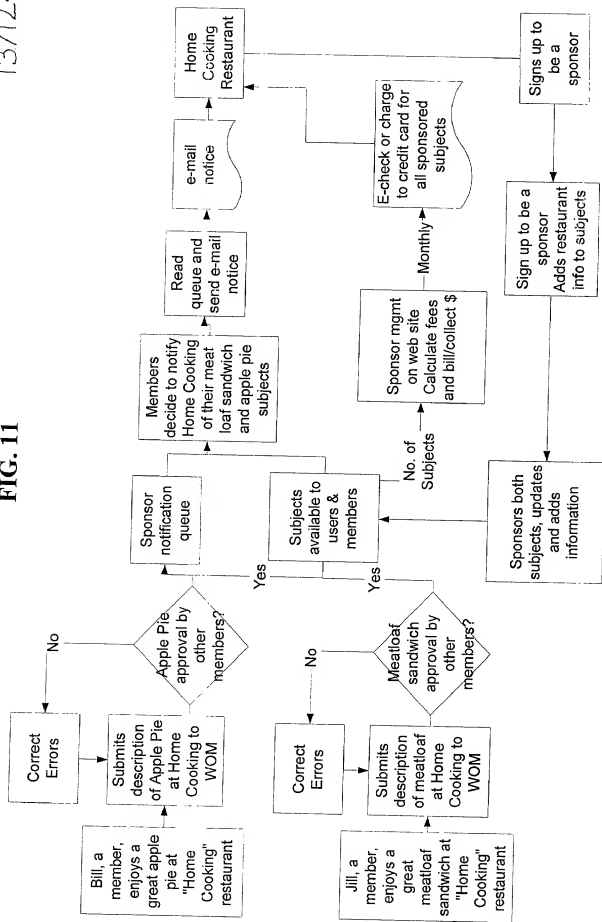 FIG. 11
Bill, a
member,
enjoys a
great apple
pie at
"Home
Cooking"
restaurant
Submits
description
of Apple Pie
at Home
Cooking to
WOM
Correct
Errors
No
Apple Pie
approval by
other
members?
Yes
Sponsor
notification
queue
Members
decide to notify
Home Cooking
of their meat
loaf sandwich
and apple pie
subjects
Read
queue and
send e-mail
notice
e-mail
notice
Home
Cooking
Restaurant
Jill, a
member,
enjoys a
great
meatloaf
sandwich at
"Home
Cooking"
restaurant
Submits
description
of meatloaf
at Home
Cooking to
WOM
Correct
Errors
No
Meatloaf
sandwich
approval by
other
members?
Yes
Subjects
available to
users &
members
No. of
Subjects
Sponsor mgmt
on web site
Calculate fees
and bill/collect $
Monthly
E-check or charge
to credit card for
all sponsored
subjects
Sponsors both
subjects, updates
and adds
information
Sign up to be a
sponsor
Adds restaurant
info to subjects
Signs up to
be a
sponsor